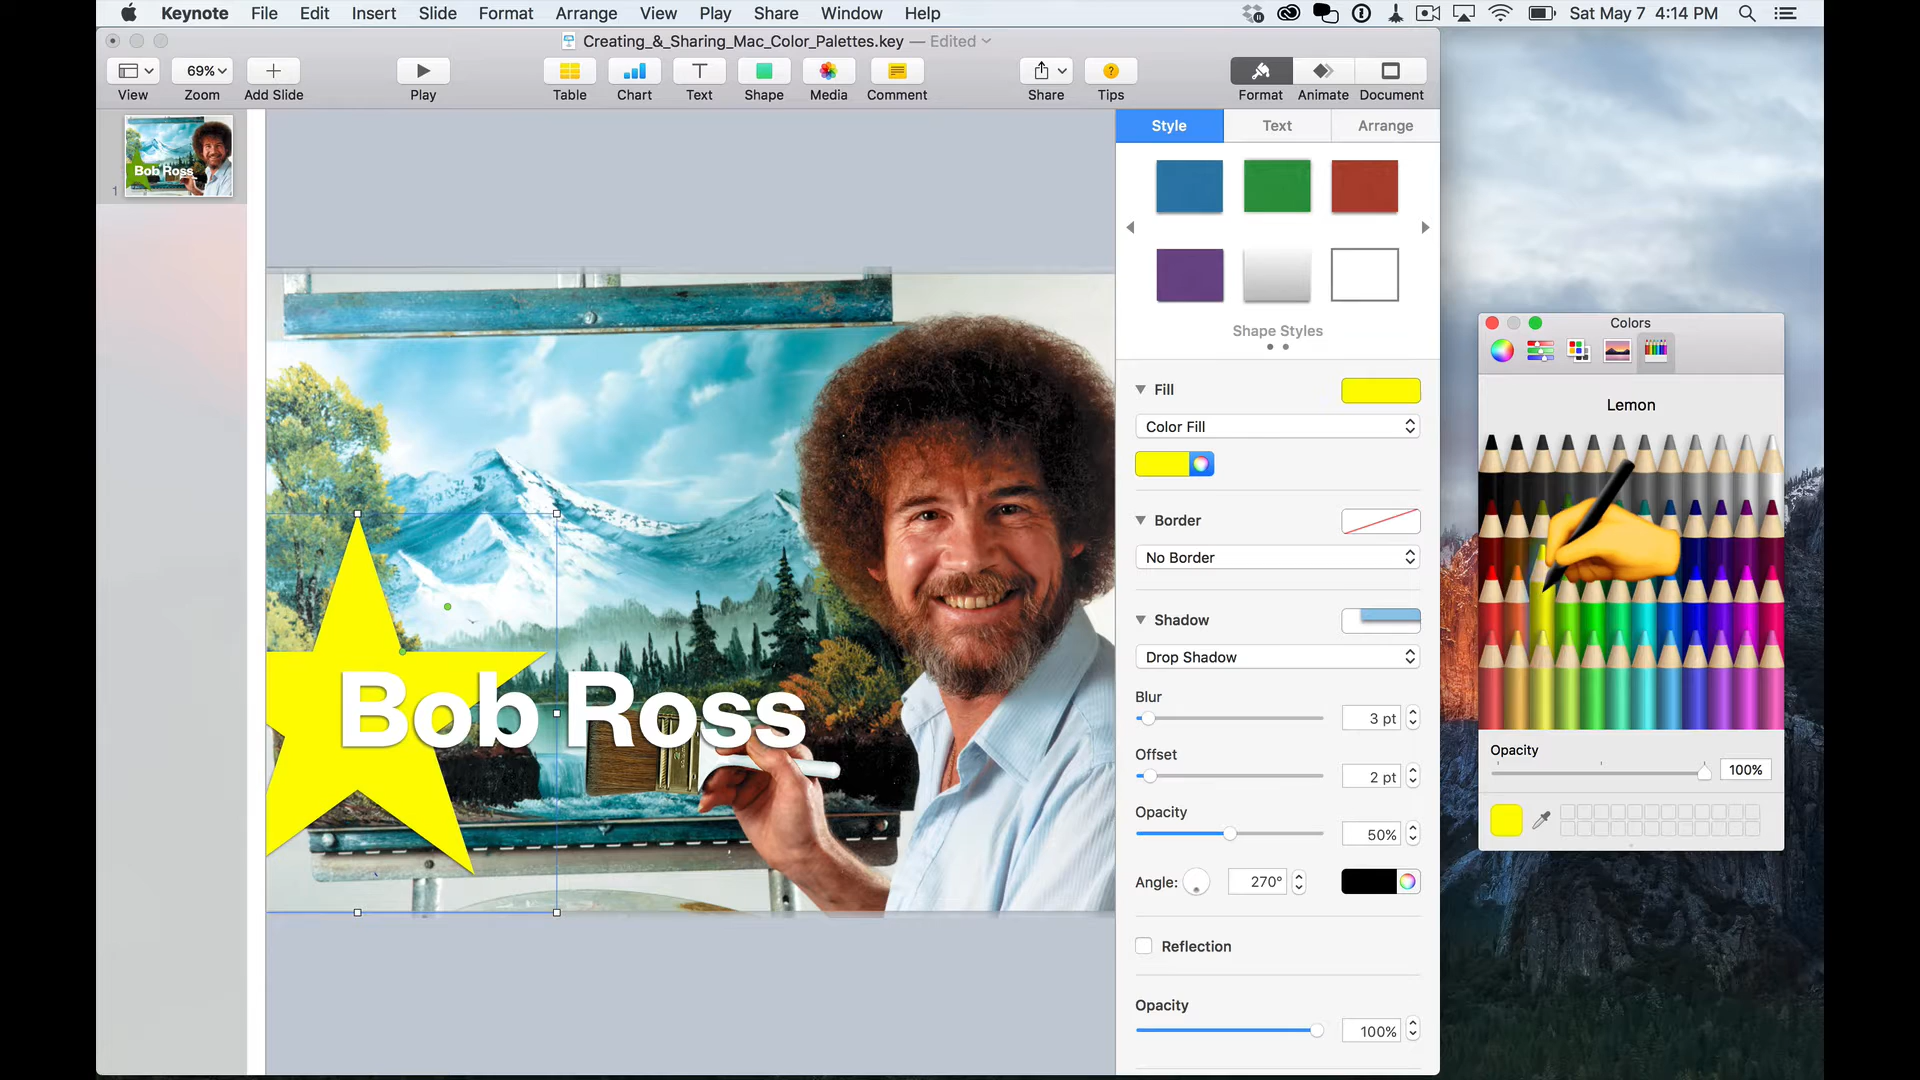 Keynote File Edit Insert Slide Format Arrange View Play Share Window Help
Sat May 7 4:14 PM
Creating_&_Sharing_Mac_Color_Palettes.key — Edited
69%
View Zoom Add Slide Play Table Chart Text Shape Media Comment Share Tips Format Animate Document
1
Bob Ross
Bob Ross
Style Text Arrange
Shape Styles
Fill
Color Fill
Border
No Border
Shadow
Drop Shadow
Blur
3 pt
Offset
2 pt
Opacity
50%
Angle: 270°
Reflection
Opacity
100%
Colors
Lemon
Opacity
100%